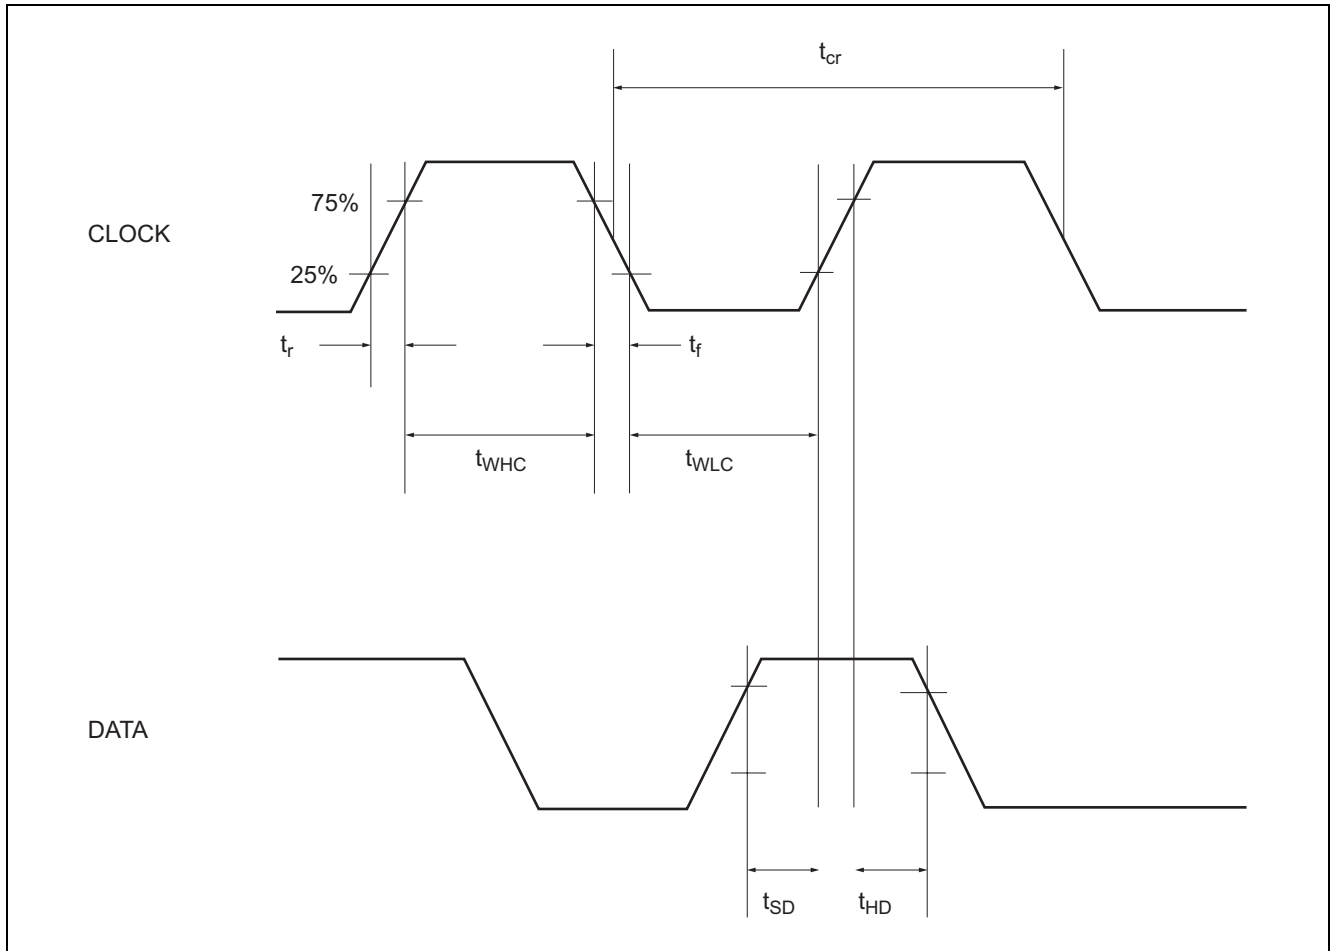 t_cr
75%
CLOCK
25%
t_r
t_f
t_WHC
t_WLC
DATA
t_SD
t_HD